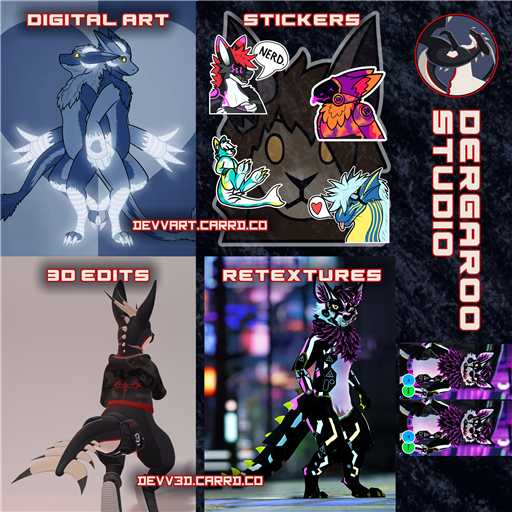 DIGITAL ART
STICKERS
NERD
DEVVART.CARRD.CO
DERGAROO
STUDIO
3D EDITS
RETEXTURES
DEVV3D.CARRD.CO